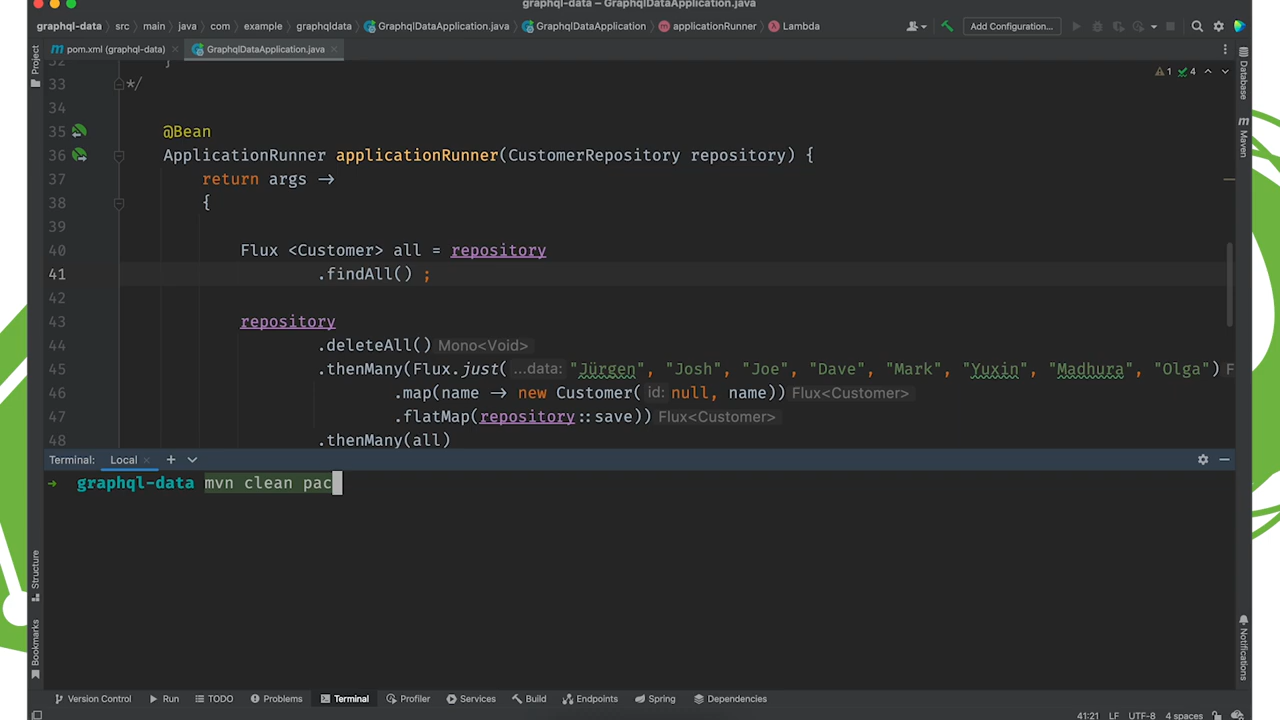 graphql-data – GraphqlDataApplication.java
graphql-data src main java com example graphqldata GraphqlDataApplication.java GraphqlDataApplication applicationRunner Lambda Add Configuration...
pom.xml (graphql-data) GraphqlDataApplication.java
Project
Database
Maven
1 4
32 }
33 */
34
35 @Bean
36 ApplicationRunner applicationRunner(CustomerRepository repository) {
37 return args →
38 {
39
40 Flux <Customer> all = repository
41 .findAll() ;
42
43 repository
44 .deleteAll() Mono<Void>
45 .thenMany(Flux.just( ...data: "Jürgen", "Josh", "Joe", "Dave", "Mark", "Yuxin", "Madhura", "Olga") F
46 .map(name → new Customer( id: null, name)) Flux<Customer>
47 .flatMap(repository::save)) Flux<Customer>
48 .thenMany(all)
Terminal: Local
→ graphql-data mvn clean pac
Structure
Bookmarks
Notifications
Version Control Run TODO Problems Terminal Profiler Services Build Endpoints Spring Dependencies
41:21 LF UTF-8 4 spaces